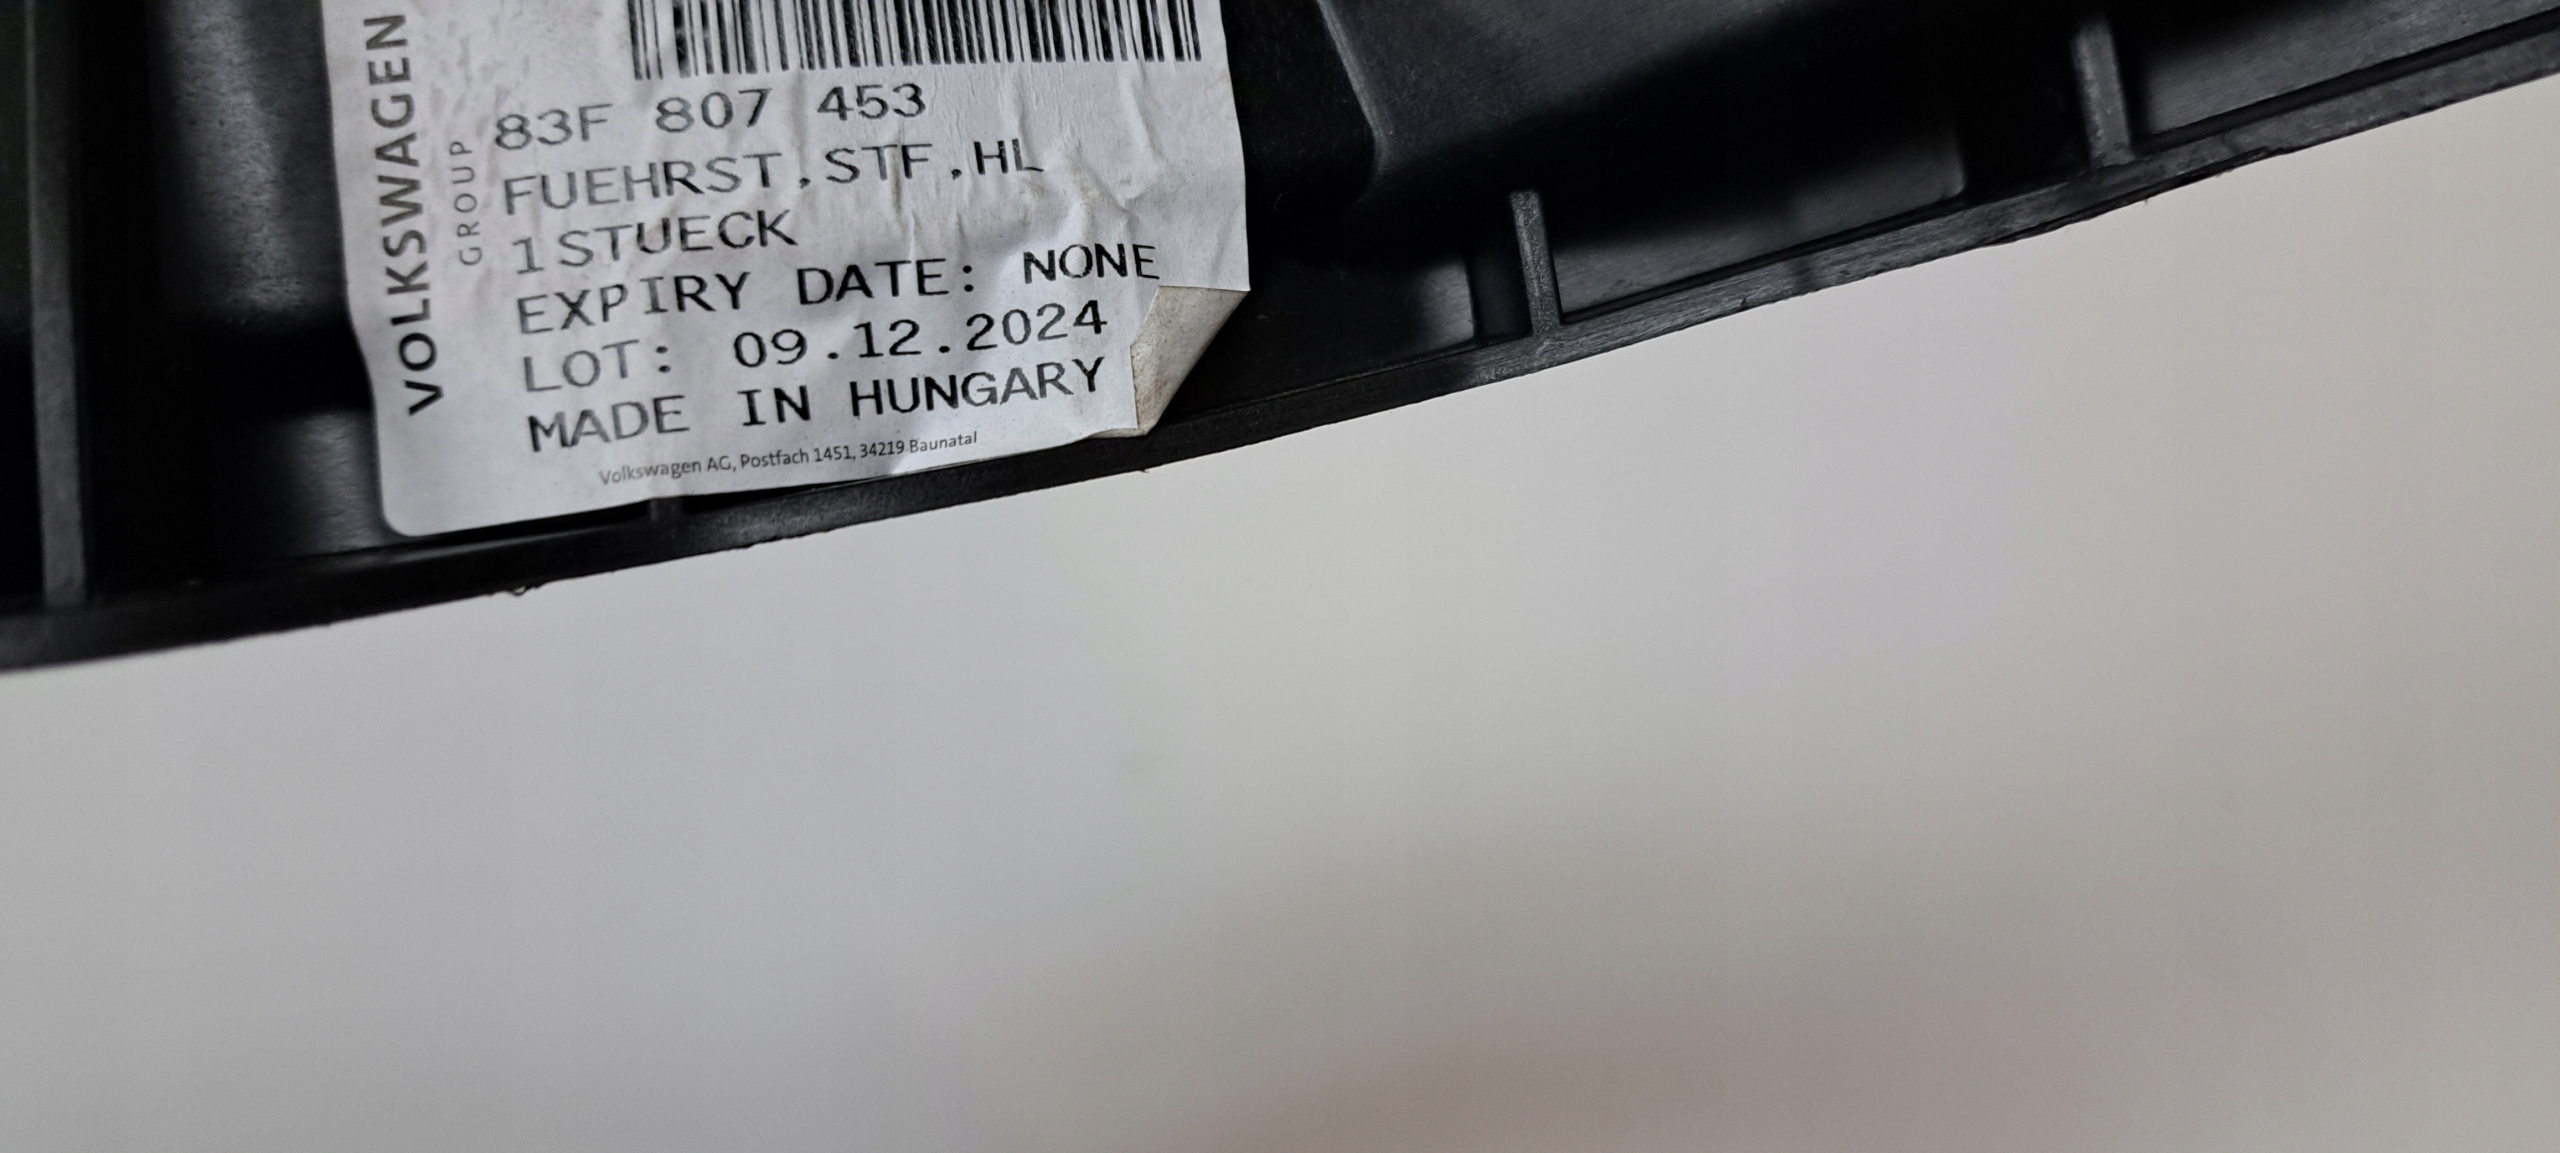 VOLKSWAGEN
GROUP
83F 807 453
FUEHRST,STF,HL
1STUECK
EXPIRY DATE: NONE
LOT: 09.12.2024
MADE IN HUNGARY
Volkswagen AG, Postfach 1451, 34219 Baunatal